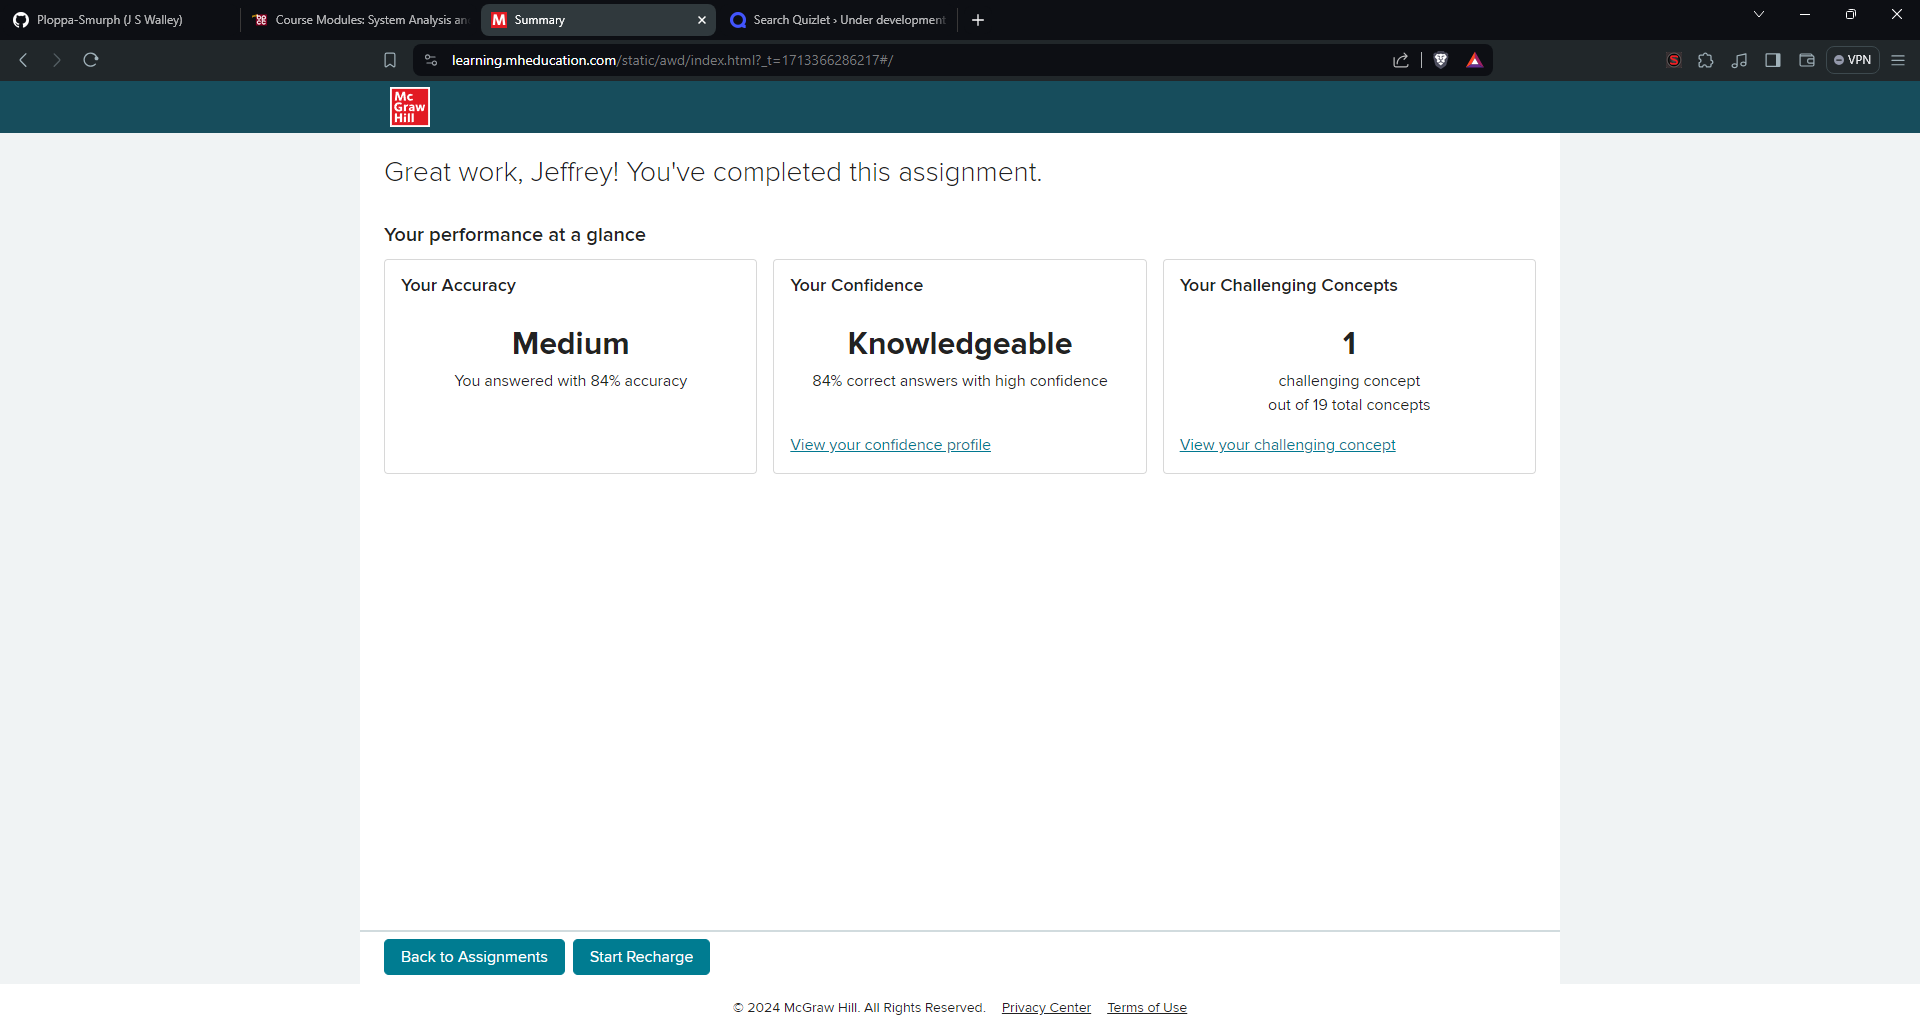 Ploppa-Smurph (J S Walley)
Course Modules: System Analysis an
Summary
Search Quizlet › Under development
learning.mheducation.com/static/awd/index.html?_t=1713366286217#/
VPN
Mc
Graw
Hill
Great work, Jeffrey! You've completed this assignment.
Your performance at a glance
Your Accuracy
Medium
You answered with 84% accuracy
Your Confidence
Knowledgeable
84% correct answers with high confidence
View your confidence profile
Your Challenging Concepts
1
challenging concept
out of 19 total concepts
View your challenging concept
Back to Assignments
Start Recharge
© 2024 McGraw Hill. All Rights Reserved. Privacy Center Terms of Use